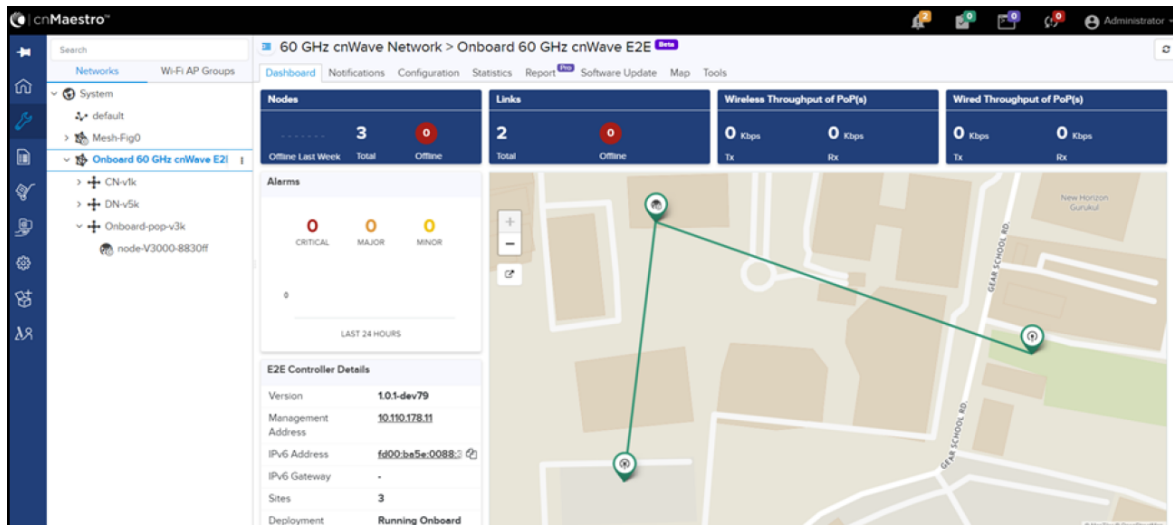 cnMaestro™
2 0 0 0 Administrator
Search
Networks Wi-Fi AP Groups
System
default
Mesh-Fig0
Onboard 60 GHz cnWave E2I
CN-v1k
DN-v5k
Onboard-pop-v3k
node-V3000-8830ff
60 GHz cnWave Network > Onboard 60 GHz cnWave E2E Beta
Dashboard Notifications Configuration Statistics Report Pro Software Update Map Tools
Nodes
3 0
Offline Last Week Total Offline
Links
2 0
Total Offline
Wireless Throughput of PoP(s)
0 Kbps 0 Kbps
Tx Rx
Wired Throughput of PoP(s)
0 Kbps 0 Kbps
Tx Rx
Alarms
0 0 0
CRITICAL MAJOR MINOR
0
LAST 24 HOURS
E2E Controller Details
Version 1.0.1-dev79
Management Address 10.110.178.11
IPv6 Address fd00:ba5e:0088:
IPv6 Gateway -
Sites 3
Deployment Running Onboard
+
−
New Horizon
Gurukul
GEAR SCHOOL RD.
GEAR SCHOOL RD.